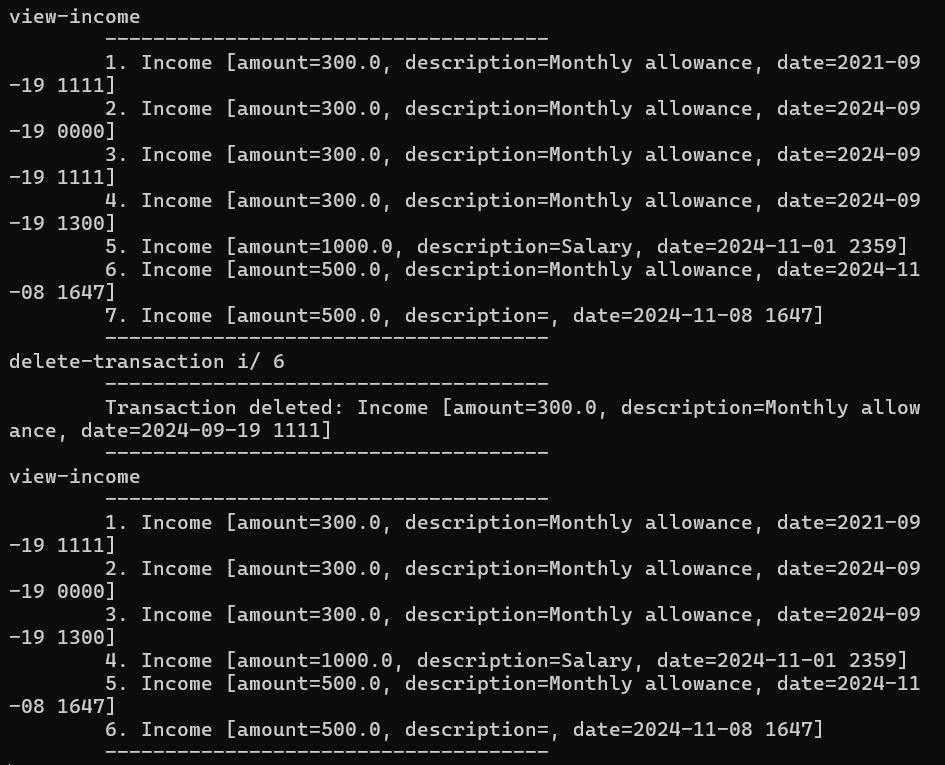 view-income
-------------------------------------
1. Income [amount=300.0, description=Monthly allowance, date=2021-09
-19 1111]
2. Income [amount=300.0, description=Monthly allowance, date=2024-09
-19 0000]
3. Income [amount=300.0, description=Monthly allowance, date=2024-09
-19 1111]
4. Income [amount=300.0, description=Monthly allowance, date=2024-09
-19 1300]
5. Income [amount=1000.0, description=Salary, date=2024-11-01 2359]
6. Income [amount=500.0, description=Monthly allowance, date=2024-11
-08 1647]
7. Income [amount=500.0, description=, date=2024-11-08 1647]
-------------------------------------
delete-transaction i/ 6
-------------------------------------
Transaction deleted: Income [amount=300.0, description=Monthly allow
ance, date=2024-09-19 1111]
-------------------------------------
view-income
-------------------------------------
1. Income [amount=300.0, description=Monthly allowance, date=2021-09
-19 1111]
2. Income [amount=300.0, description=Monthly allowance, date=2024-09
-19 0000]
3. Income [amount=300.0, description=Monthly allowance, date=2024-09
-19 1300]
4. Income [amount=1000.0, description=Salary, date=2024-11-01 2359]
5. Income [amount=500.0, description=Monthly allowance, date=2024-11
-08 1647]
6. Income [amount=500.0, description=, date=2024-11-08 1647]
-------------------------------------